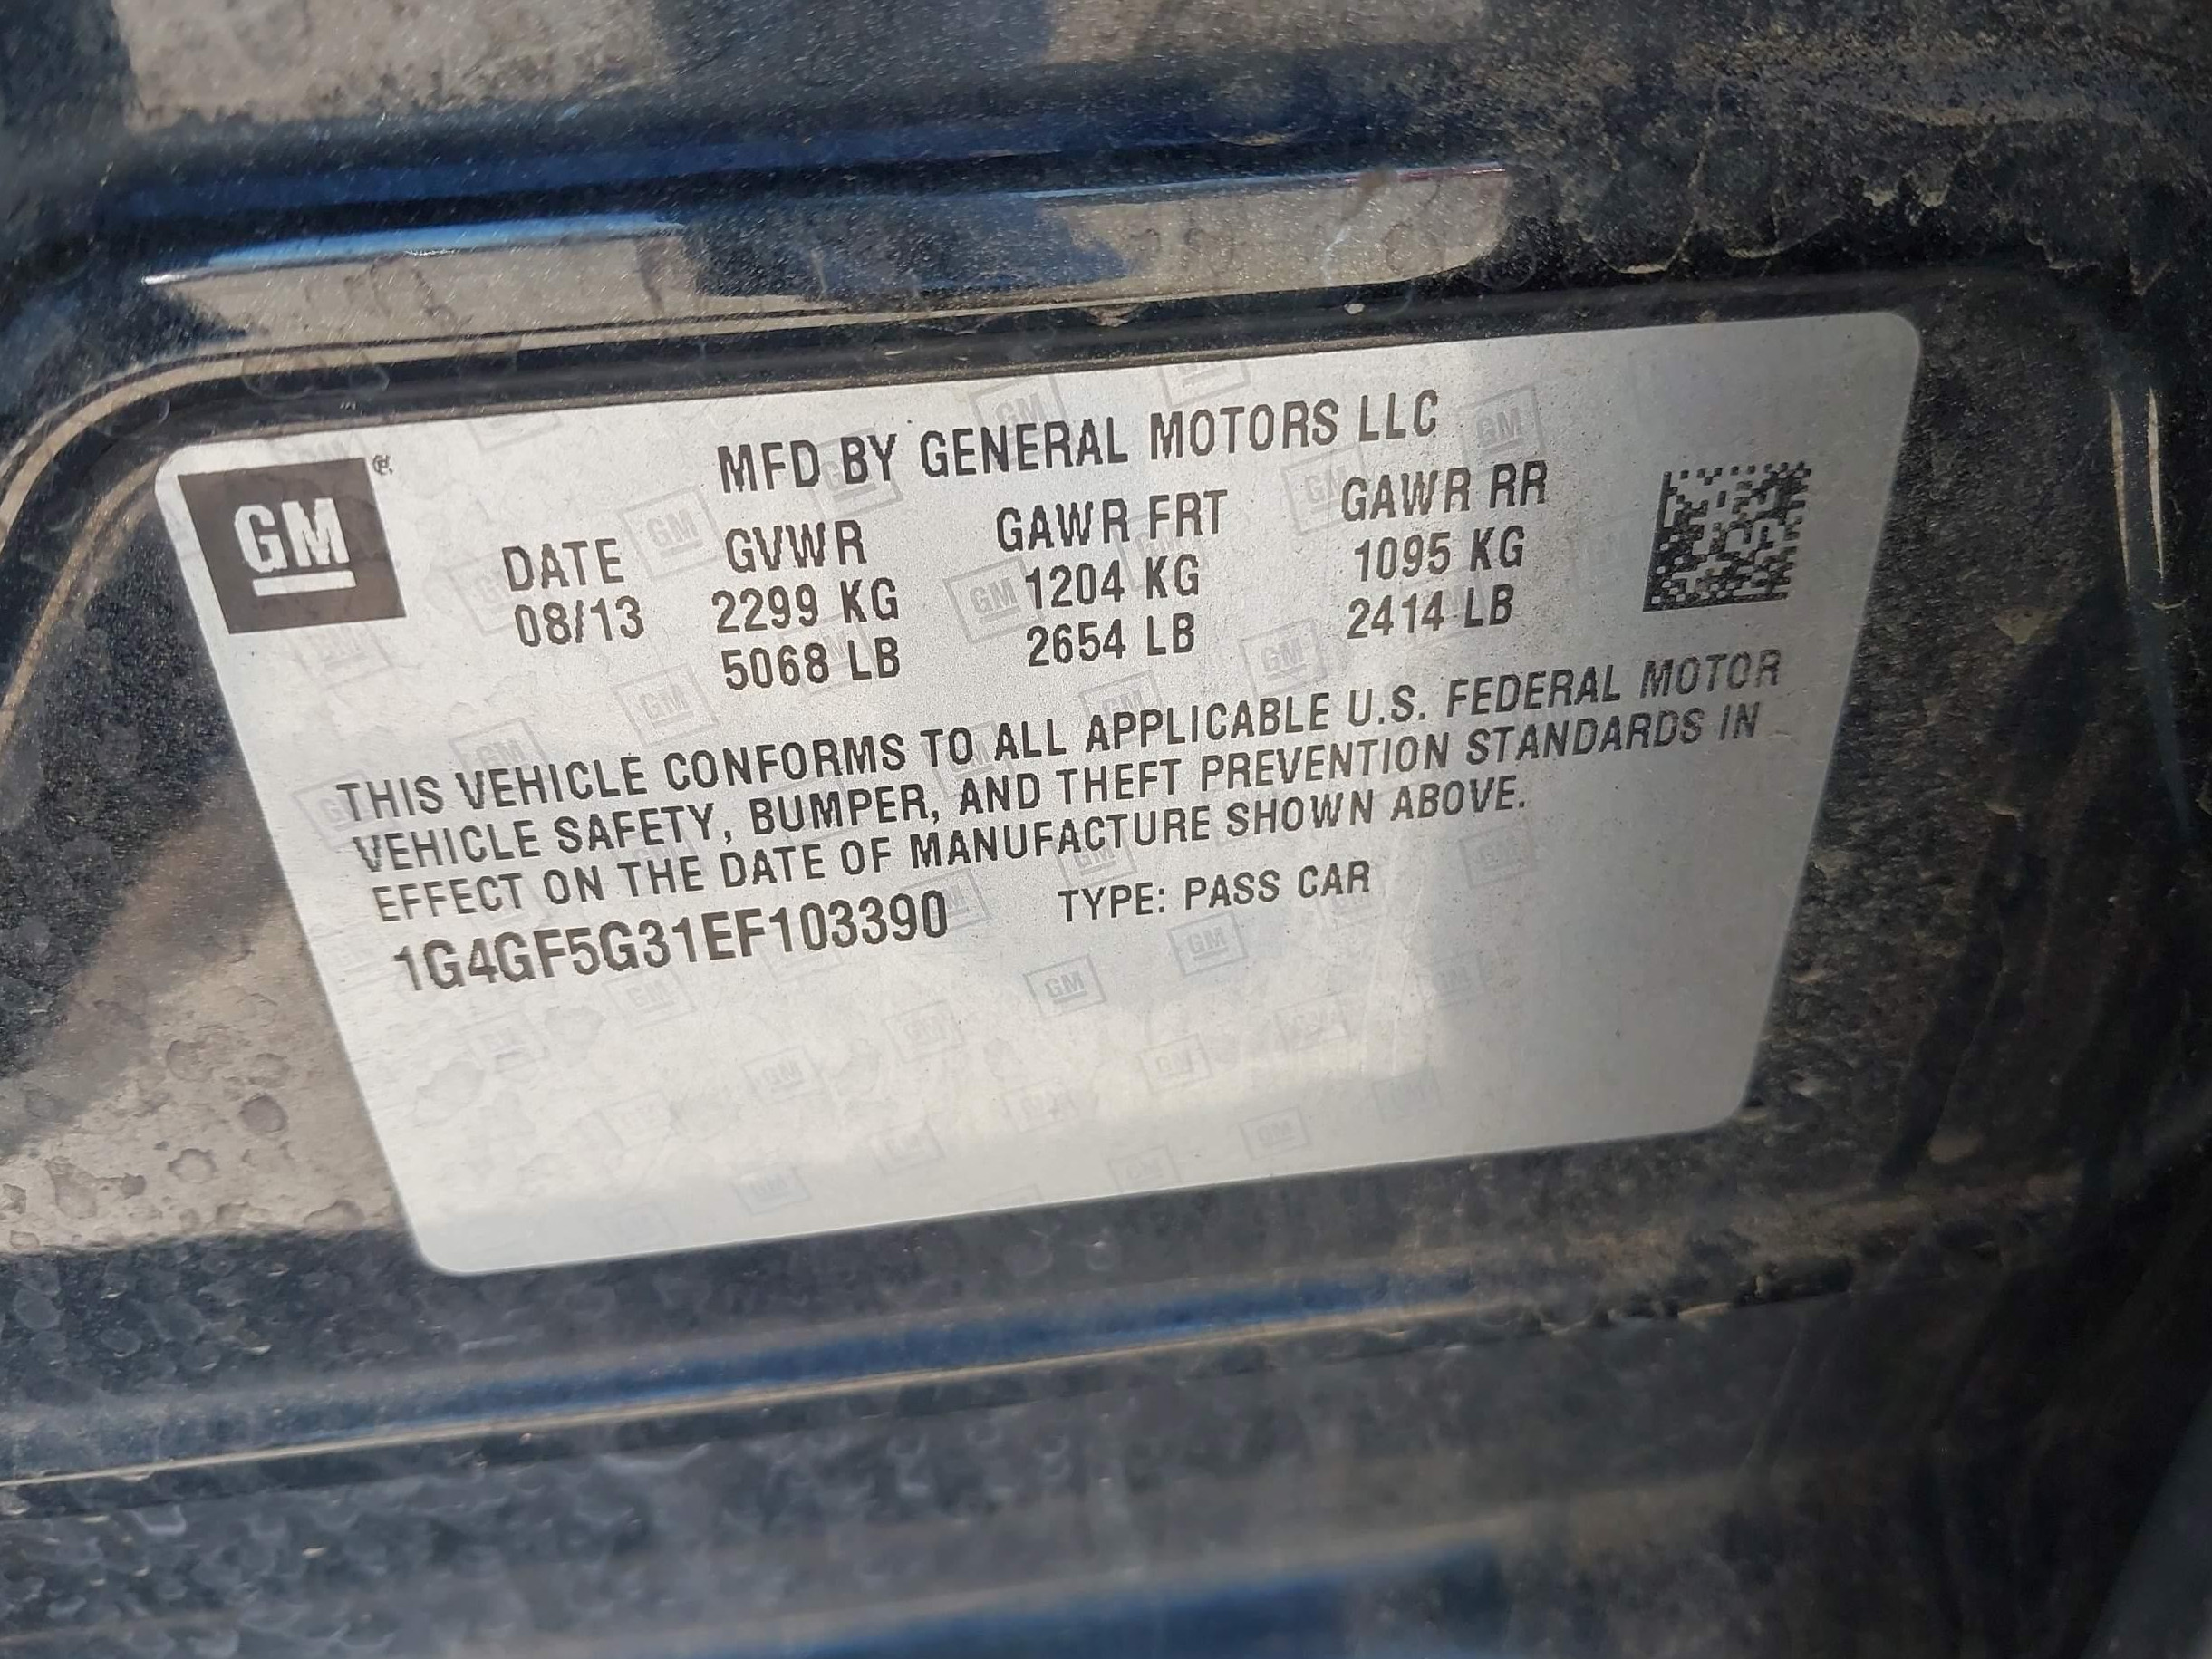 GM®
MFD BY GENERAL MOTORS LLC
DATE GVWR GAWR FRT GAWR RR
08/13 2299 KG 1204 KG 1095 KG
5068 LB 2654 LB 2414 LB
THIS VEHICLE CONFORMS TO ALL APPLICABLE U.S. FEDERAL MOTOR
VEHICLE SAFETY, BUMPER, AND THEFT PREVENTION STANDARDS IN
EFFECT ON THE DATE OF MANUFACTURE SHOWN ABOVE.
1G4GF5G31EF103390 TYPE: PASS CAR